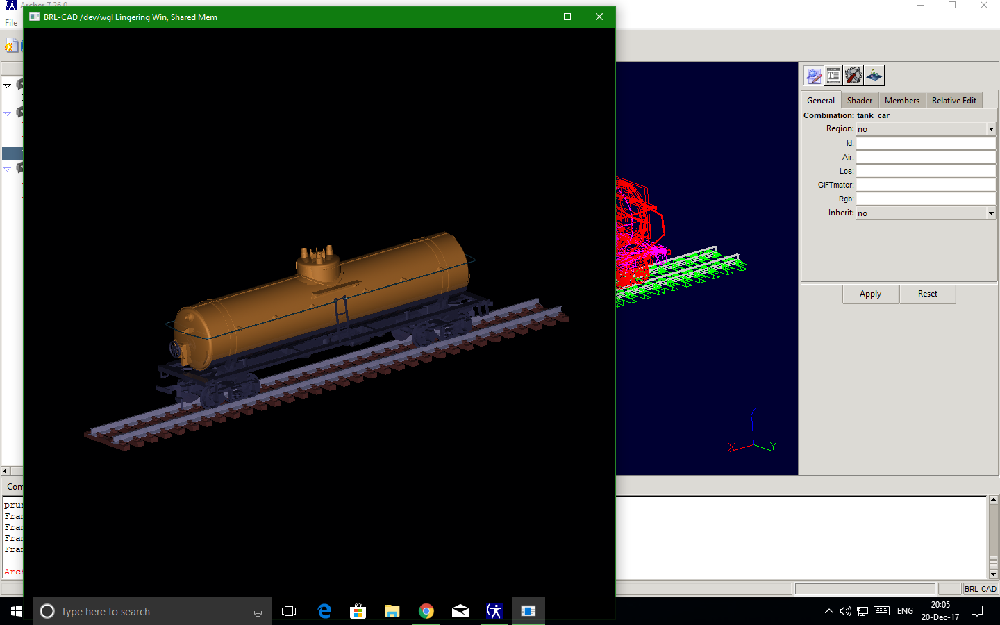 Archer 7.26.0
BRL-CAD /dev/wgl Lingering Win, Shared Mem
File
General
Shader
Members
Relative Edit
Combination: tank_car
Region: no
Id:
Air:
Los:
GIFTmater:
Rgb:
Inherit: no
Apply
Reset
Z
X
Y
Com
prun
Fran
Fran
Fran
Fran
Arch
BRL-CAD
Type here to search
ENG
20:05
20-Dec-17